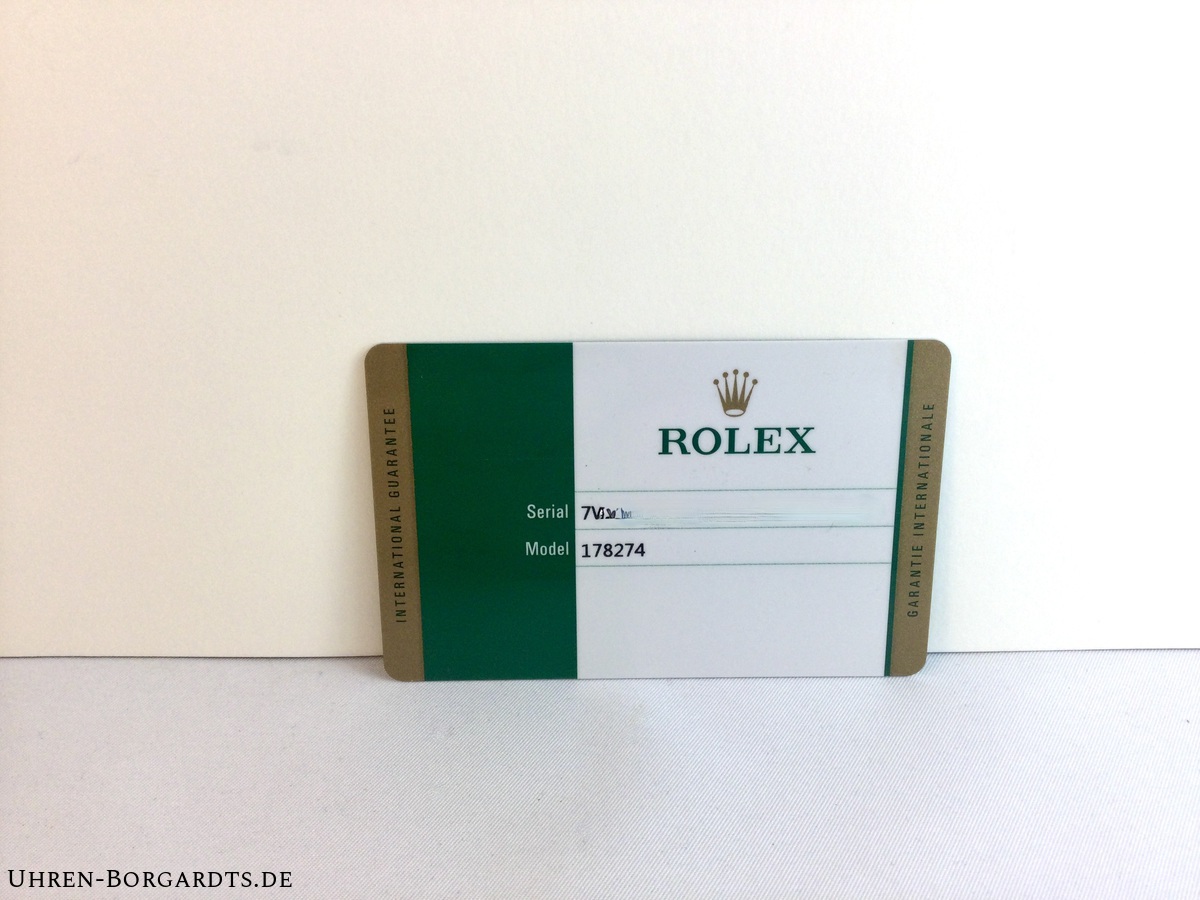 INTERNATIONAL GUARANTEE
ROLEX
Serial
Model 178274
GARANTIE INTERNATIONALE
UHREN-BORGARDTS.DE